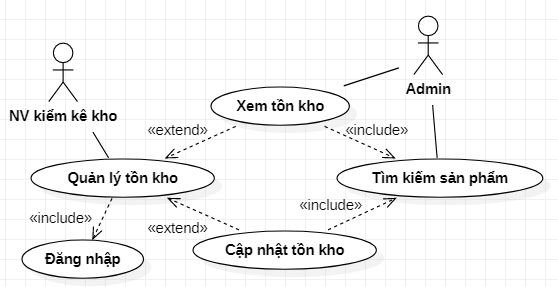 Admin
NV kiểm kê kho
Xem tồn kho
«extend»
«include»
Quản lý tồn kho
Tìm kiếm sản phẩm
«include»
«extend»
«include»
Đăng nhập
Cập nhật tồn kho